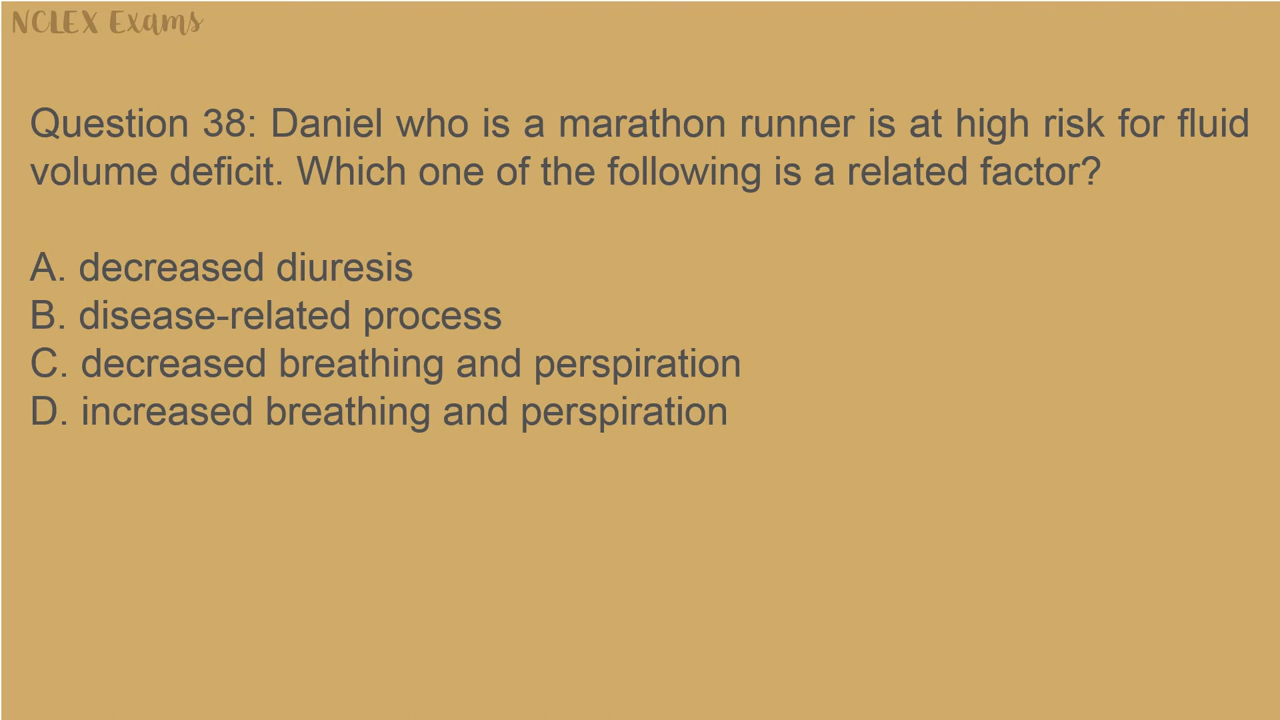 NCLEX Exams
Question 38: Daniel who is a marathon runner is at high risk for fluid
volume deficit. Which one of the following is a related factor?
A. decreased diuresis
B. disease-related process
C. decreased breathing and perspiration
D. increased breathing and perspiration